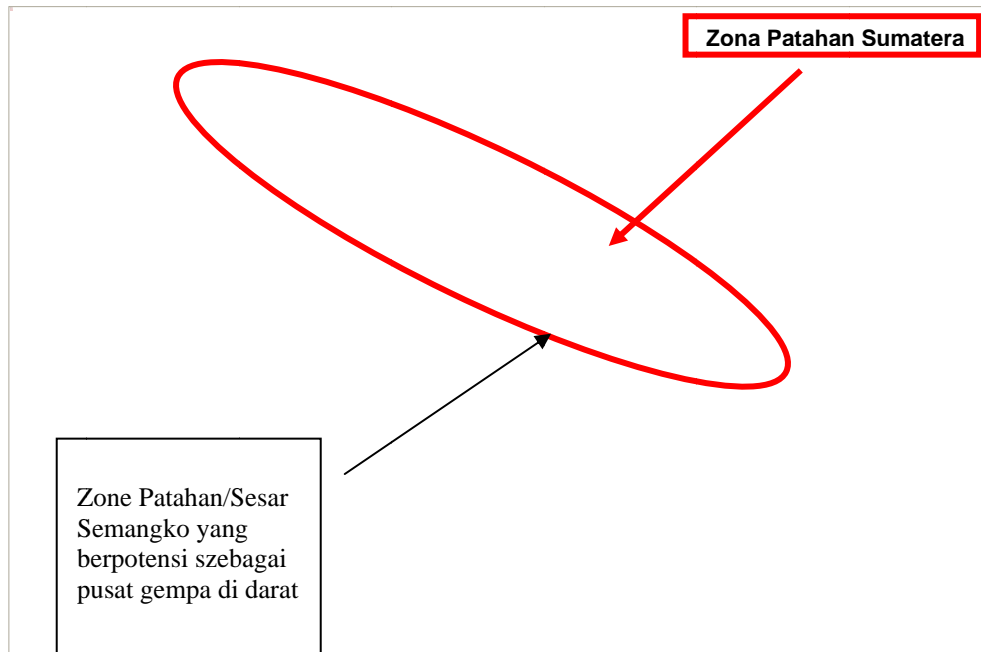 Zona Patahan Sumatera
Zone Patahan/Sesar
Semangko yang
berpotensi szebagai
pusat gempa di darat